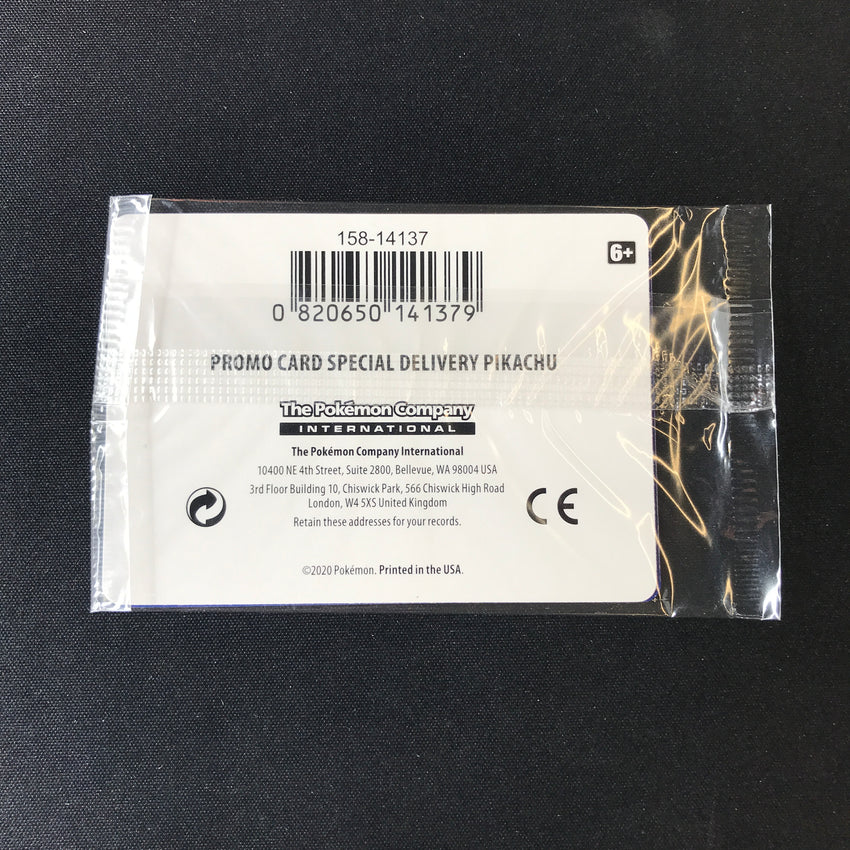 158-14137
6+
0 820650 141379
PROMO CARD SPECIAL DELIVERY PIKACHU
The Pokémon Company
INTERNATIONAL
The Pokémon Company International
10400 NE 4th Street, Suite 2800, Bellevue, WA 98004 USA
3rd Floor Building 10, Chiswick Park, 566 Chiswick High Road
London, W4 5XS United Kingdom
CE
Retain these addresses for your records.
©2020 Pokémon. Printed in the USA.